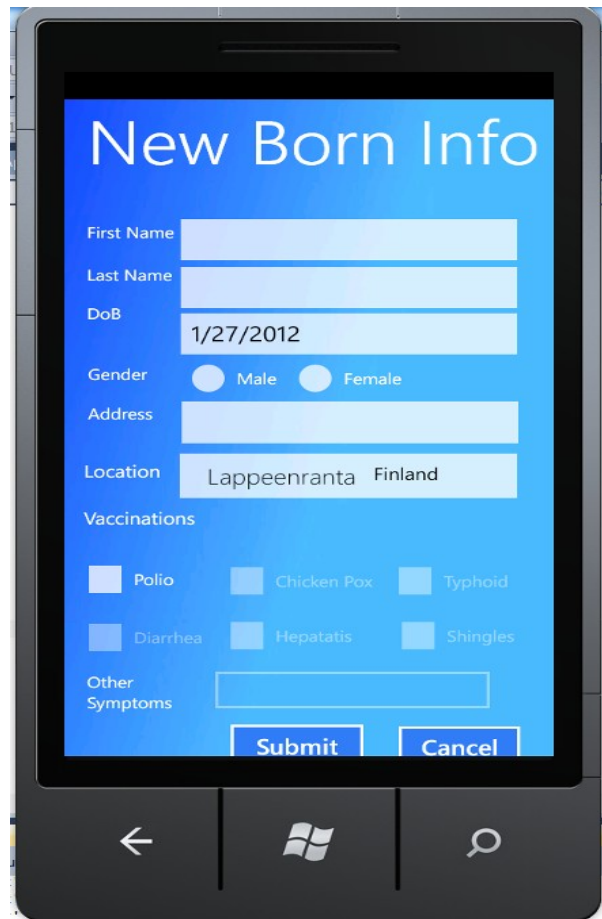 New Born Info
First Name
Last Name
DoB
1/27/2012
Gender Male Female
Address
Location Lappeenranta Finland
Vaccinations
Polio Chicken Pox Typhoid
Diarrhea Hepatatis Shingles
Other
Symptoms
Submit Cancel